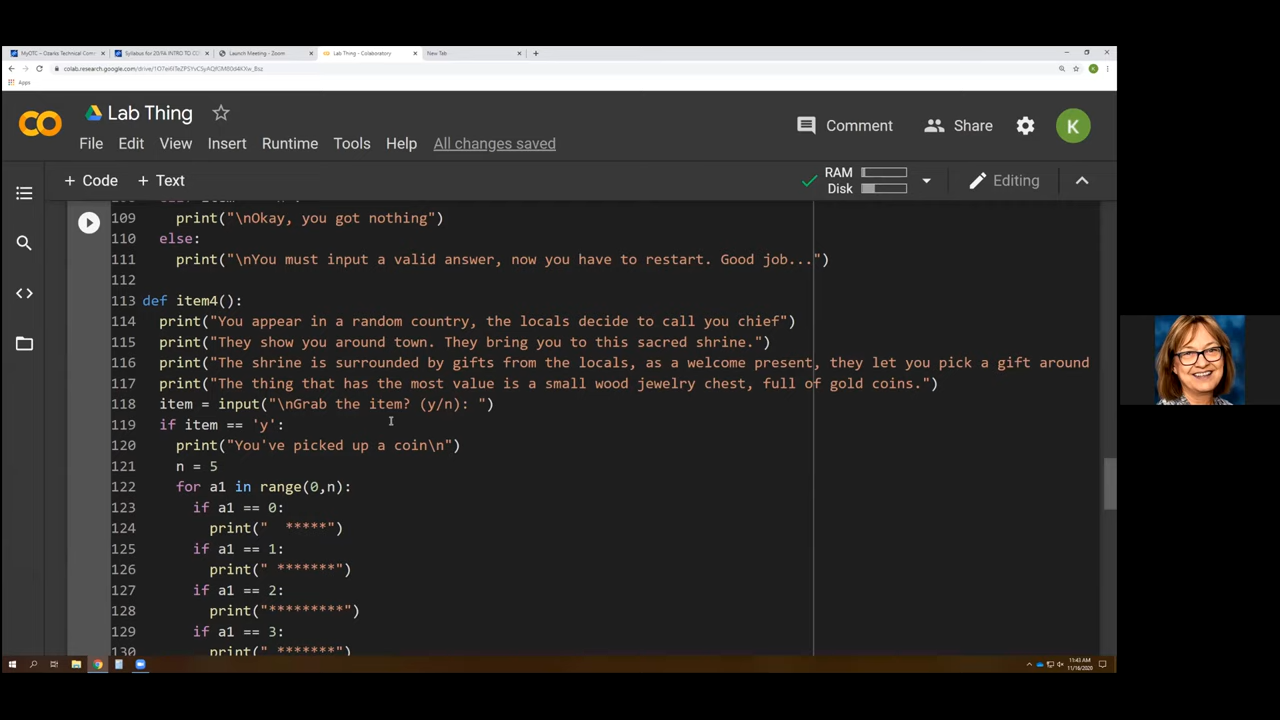 MyOTC – Ozarks Technical Com
Syllabus for 20/FA INTRO TO CO
Launch Meeting - Zoom
Lab Thing - Colaboratory
New Tab
Apps
CO
Lab Thing
File Edit View Insert Runtime Tools Help All changes saved
Comment Share K
+ Code + Text
RAM
Disk
Editing
109 print("\nOkay, you got nothing")
110 else:
111 print("\nYou must input a valid answer, now you have to restart. Good job...")
112
113 def item4():
114 print("You appear in a random country, the locals decide to call you chief")
115 print("They show you around town. They bring you to this sacred shrine.")
116 print("The shrine is surrounded by gifts from the locals, as a welcome present, they let you pick a gift around
117 print("The thing that has the most value is a small wood jewelry chest, full of gold coins.")
118 item = input("\nGrab the item? (y/n): ")
119 if item == 'y':
120 print("You've picked up a coin\n")
121 n = 5
122 for a1 in range(0,n):
123 if a1 == 0:
124 print("  *****")
125 if a1 == 1:
126 print(" *******")
127 if a1 == 2:
128 print("*********")
129 if a1 == 3:
130 print(" *******")
11:43 AM
11/16/2020